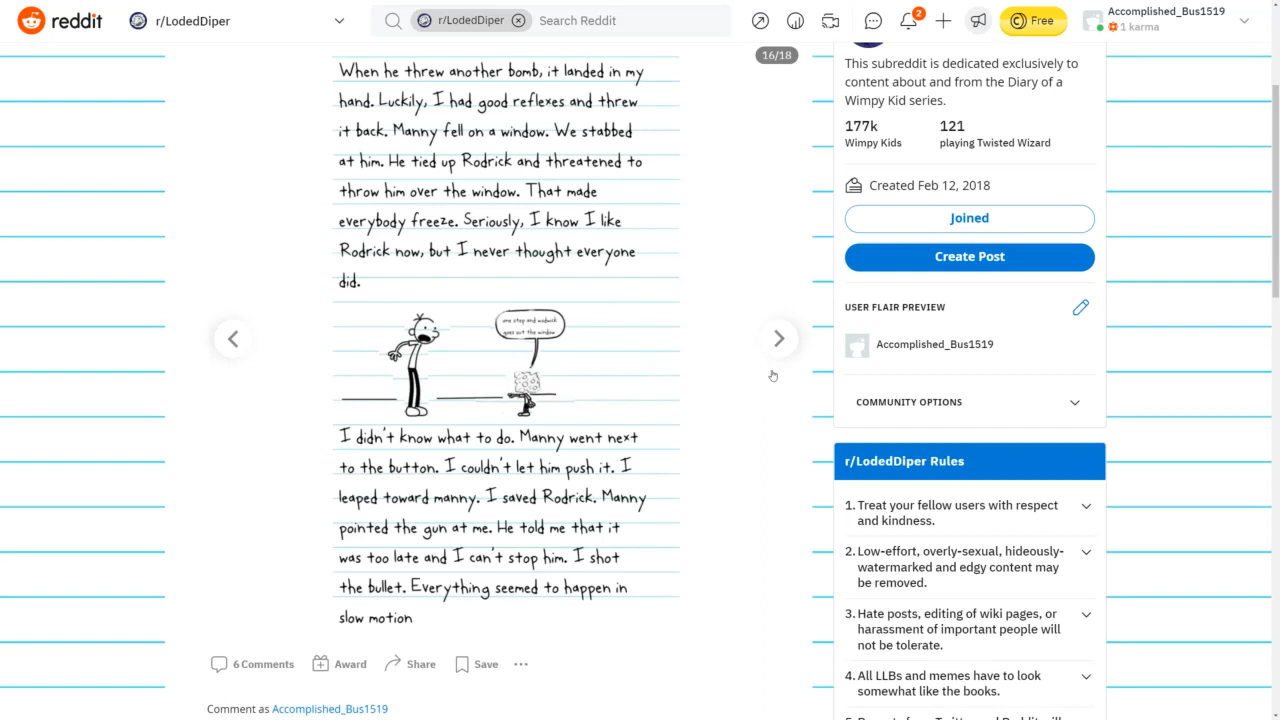 reddit
r/LodedDiper
r/LodedDiper
Search Reddit
2
Free
Accomplished_Bus1519
1 karma
16/18
When he threw another bomb, it landed in my
hand. Luckily, I had good reflexes and threw
it back. Manny fell on a window. We stabbed
at him. He tied up Rodrick and threatened to
throw him over the window. That made
everybody freeze. Seriously, I know I like
Rodrick now, but I never thought everyone
did.
one step and wodwick
goes out the window
I didn't know what to do. Manny went next
to the button. I couldn't let him push it. I
leaped toward manny. I saved Rodrick. Manny
pointed the gun at me. He told me that it
was too late and I can't stop him. I shot
the bullet. Everything seemed to happen in
slow motion
6 Comments
Award
Share
Save
Comment as Accomplished_Bus1519
This subreddit is dedicated exclusively to
content about and from the Diary of a
Wimpy Kid series.
177k
121
Wimpy Kids
playing Twisted Wizard
Created Feb 12, 2018
Joined
Create Post
USER FLAIR PREVIEW
Accomplished_Bus1519
COMMUNITY OPTIONS
r/LodedDiper Rules
1. Treat your fellow users with respect
and kindness.
2. Low-effort, overly-sexual, hideously-
watermarked and edgy content may
be removed.
3. Hate posts, editing of wiki pages, or
harassment of important people will
not be tolerate.
4. All LLBs and memes have to look
somewhat like the books.